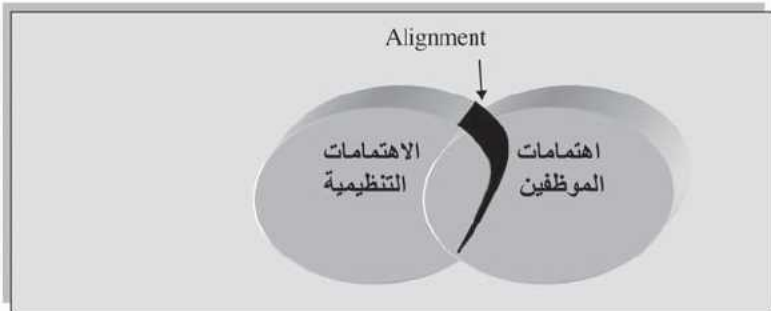 Alignment
اهتمامات
الموظفين
الاهتمامات
التنظيمية